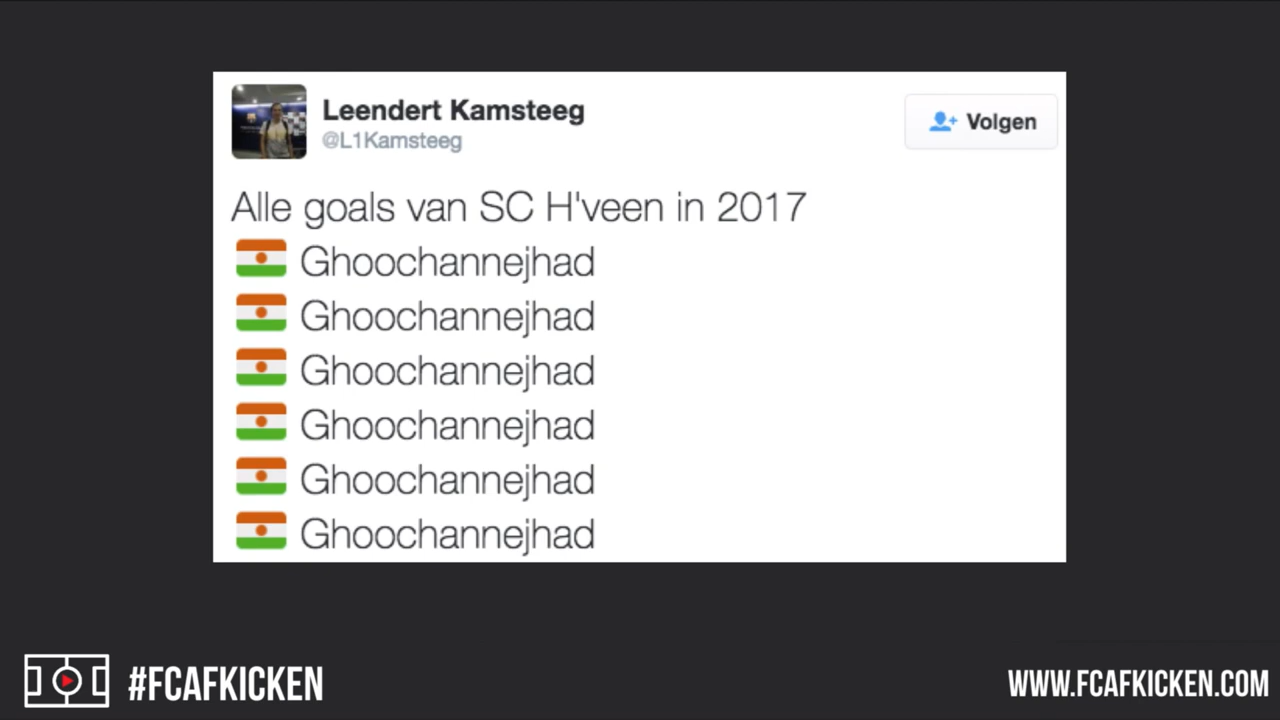 Leendert Kamsteeg
@L1Kamsteeg
Volgen
Alle goals van SC H'veen in 2017
🇳🇪 Ghoochannejhad
🇳🇪 Ghoochannejhad
🇳🇪 Ghoochannejhad
🇳🇪 Ghoochannejhad
🇳🇪 Ghoochannejhad
🇳🇪 Ghoochannejhad
#FCAFKICKEN
WWW.FCAFKICKEN.COM